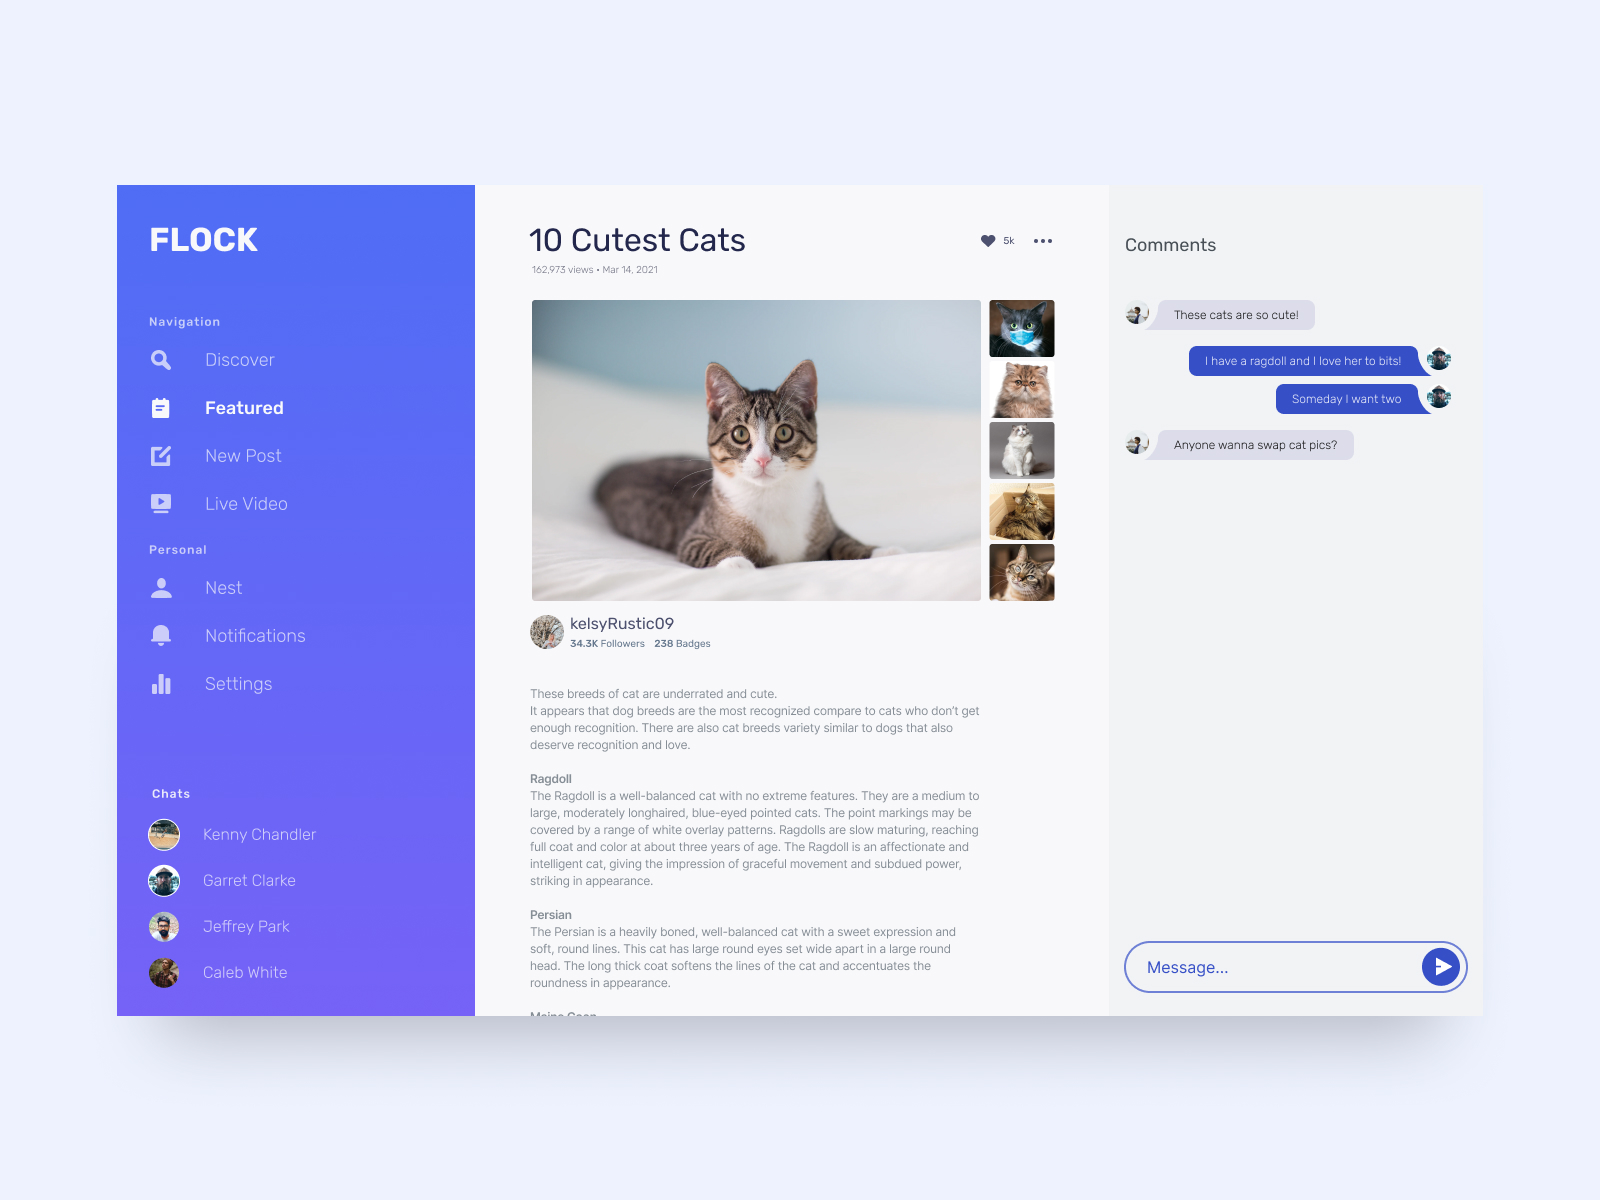 FLOCK
Navigation
Discover
Featured
New Post
Live Video
Personal
Nest
Notifications
Settings
Chats
Kenny Chandler
Garret Clarke
Jeffrey Park
Caleb White
10 Cutest Cats
5k
162,973 views • Mar 14, 2021
kelsyRustic09
34.3K Followers 238 Badges
These breeds of cat are underrated and cute.
It appears that dog breeds are the most recognized compare to cats who don't get
enough recognition. There are also cat breeds variety similar to dogs that also
deserve recognition and love.
Ragdoll
The Ragdoll is a well-balanced cat with no extreme features. They are a medium to
large, moderately longhaired, blue-eyed pointed cats. The point markings may be
covered by a range of white overlay patterns. Ragdolls are slow maturing, reaching
full coat and color at about three years of age. The Ragdoll is an affectionate and
intelligent cat, giving the impression of graceful movement and subdued power,
striking in appearance.
Persian
The Persian is a heavily boned, well-balanced cat with a sweet expression and
soft, round lines. This cat has large round eyes set wide apart in a large round
head. The long thick coat softens the lines of the cat and accentuates the
roundness in appearance.
Maine Coon
Comments
These cats are so cute!
I have a ragdoll and I love her to bits!
Someday I want two
Anyone wanna swap cat pics?
Message...